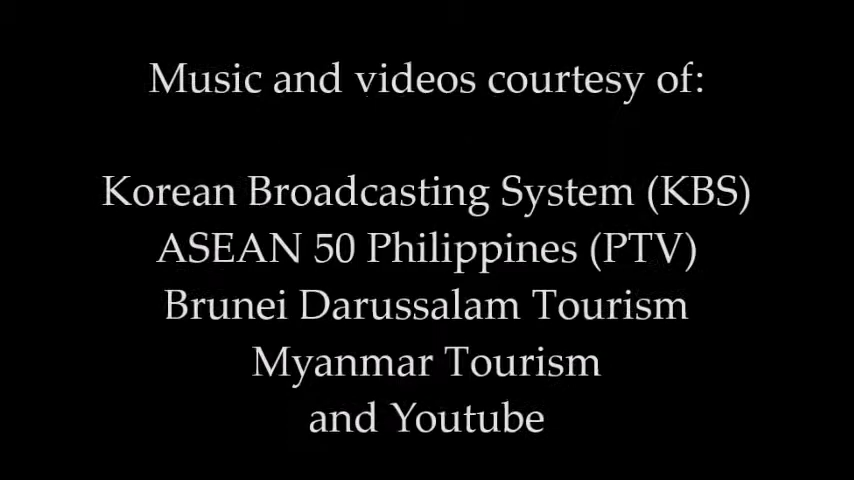 Music and videos courtesy of:
Korean Broadcasting System (KBS)
ASEAN 50 Philippines (PTV)
Brunei Darussalam Tourism
Myanmar Tourism
and Youtube